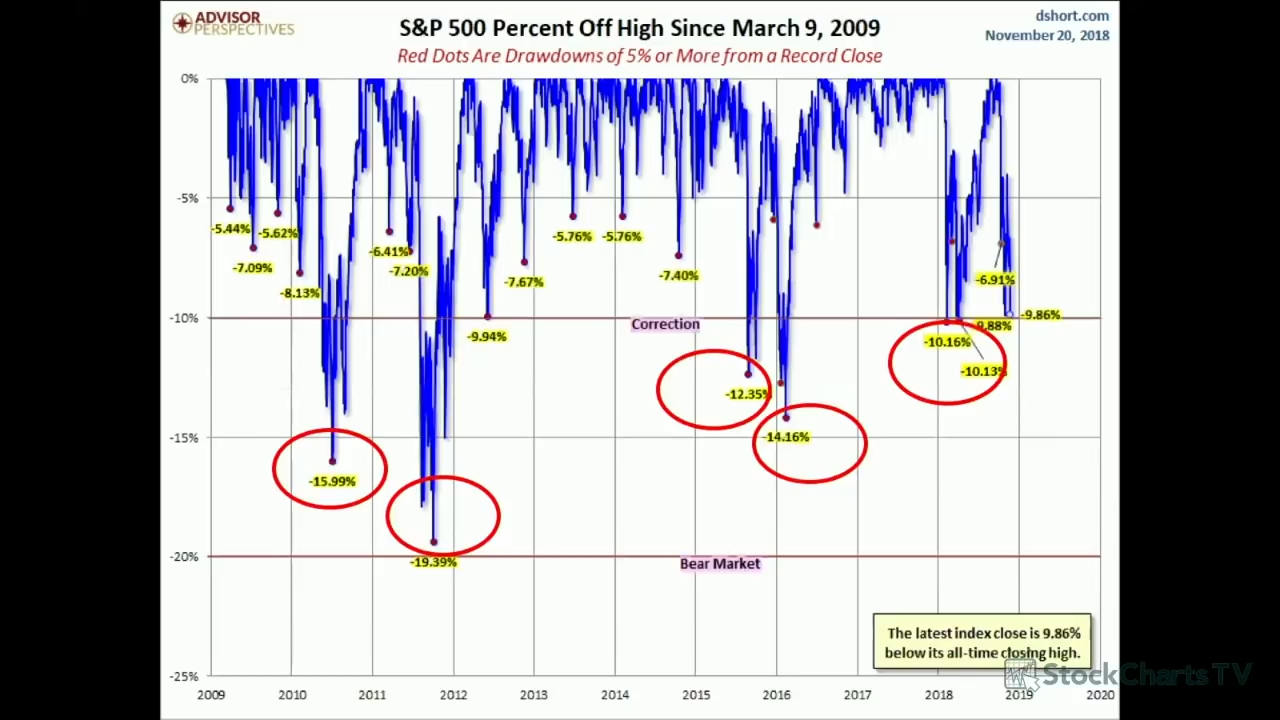 ADVISOR
PERSPECTIVES
S&P 500 Percent Off High Since March 9, 2009
Red Dots Are Drawdowns of 5% or More from a Record Close
dshort.com
November 20, 2018
0%
-5%
-10%
-15%
-20%
-25%
-5.44%
-5.62%
-7.09%
-8.13%
-15.99%
-6.41%
-7.20%
-19.39%
-9.94%
-7.67%
-5.76%
-5.76%
-7.40%
Correction
-12.35%
-14.16%
-10.16%
-10.13%
-6.91%
9.88%
-9.86%
Bear Market
The latest index close is 9.86%
below its all-time closing high.
2009 2010 2011 2012 2013 2014 2015 2016 2017 2018 2019 2020
StockChartsTV